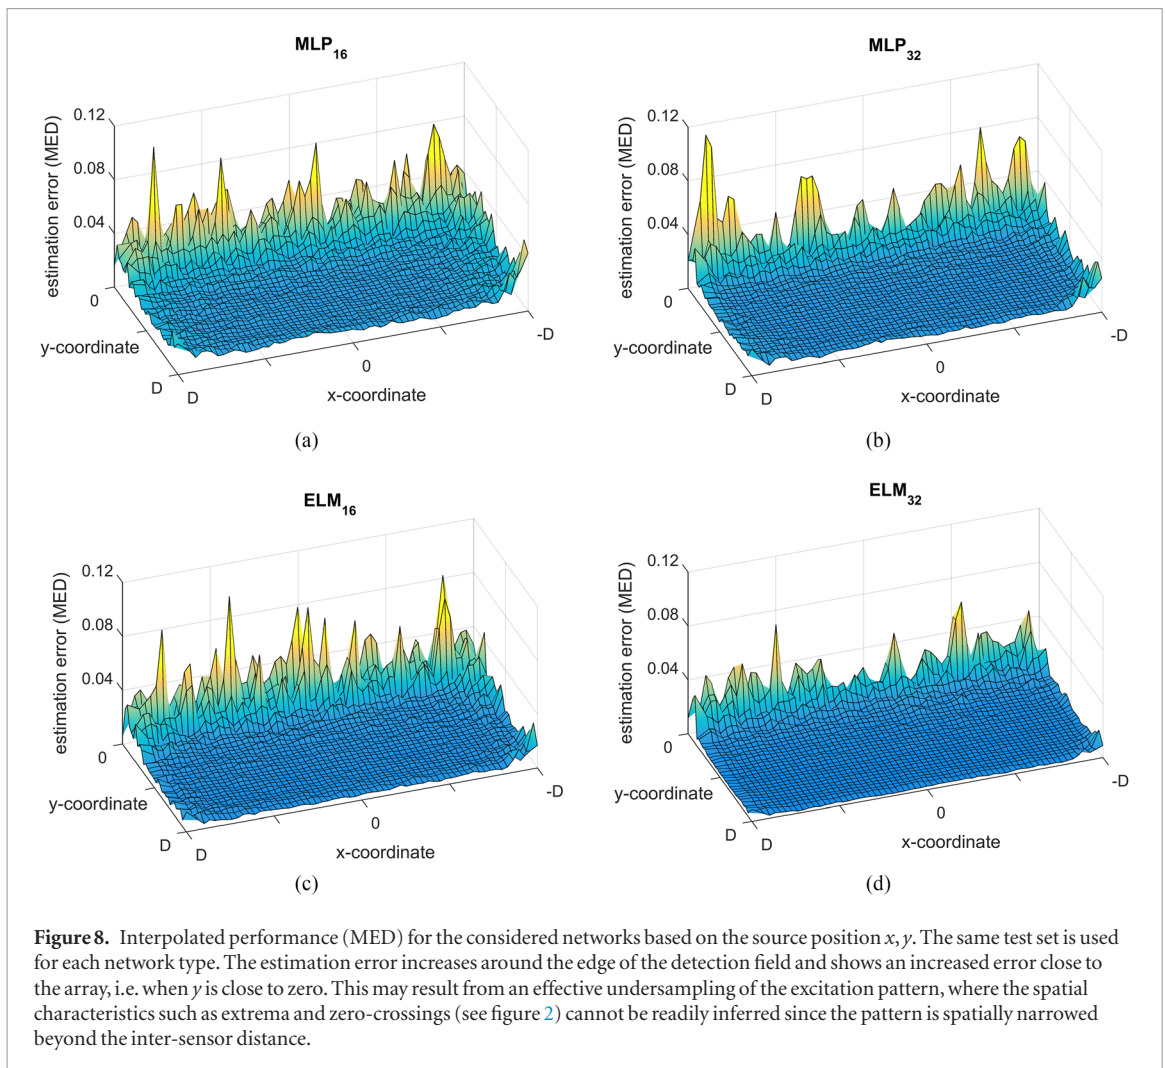 MLP16
0.12
0.08
0.04
0
estimation error (MED)
y-coordinate
D
D
0
-D
x-coordinate
(a)
MLP32
0.12
0.08
0.04
0
estimation error (MED)
y-coordinate
D
D
0
-D
x-coordinate
(b)
ELM16
0.12
0.08
0.04
0
estimation error (MED)
y-coordinate
D
D
0
-D
x-coordinate
(c)
ELM32
0.12
0.08
0.04
0
estimation error (MED)
y-coordinate
D
D
0
-D
x-coordinate
(d)
Figure 8. Interpolated performance (MED) for the considered networks based on the source position x, y. The same test set is used
for each network type. The estimation error increases around the edge of the detection field and shows an increased error close to
the array, i.e. when y is close to zero. This may result from an effective undersampling of the excitation pattern, where the spatial
characteristics such as extrema and zero-crossings (see figure 2) cannot be readily inferred since the pattern is spatially narrowed
beyond the inter-sensor distance.